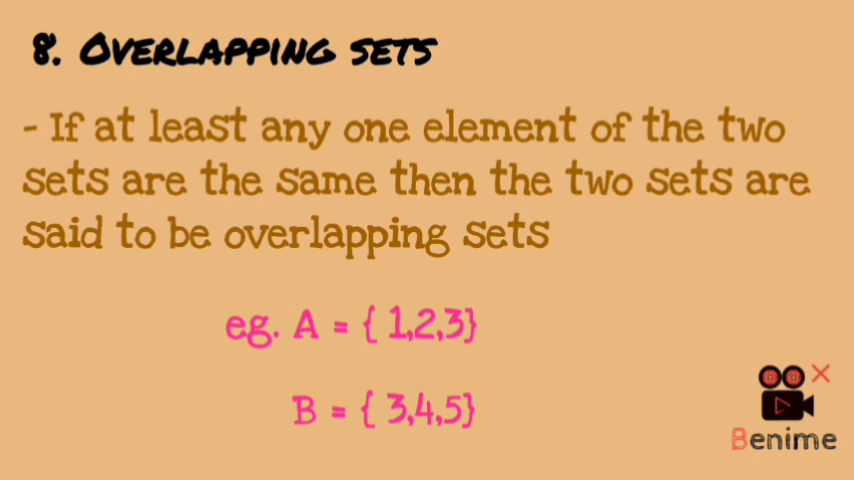 8. Overlapping sets
- If at least any one element of the two
sets are the same then the two sets are
said to be overlapping sets
eg. A = { 1,2,3}
B = { 3,4,5}
Benime